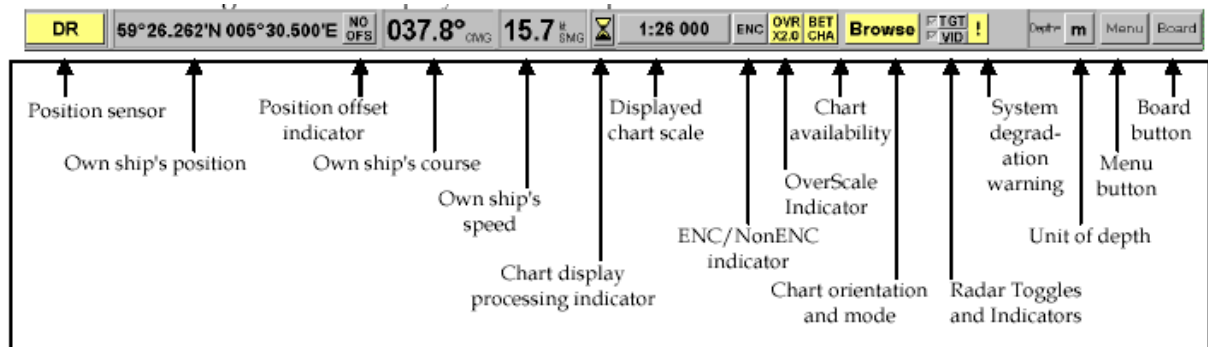 DR 59°26.262'N 005°30.500'E NO OFS 037.8° CMG 15.7 kt SMG 1:26 000 ENC OVR X2.0 BET CHA Browse TGT VID ! Depth= m Menu Board
Position sensor
Own ship's position
Position offset
indicator
Own ship's course
Own ship's
speed
Chart display
processing indicator
Displayed
chart scale
ENC/NonENC
indicator
OverScale
Indicator
Chart
availability
Chart orientation
and mode
Radar Toggles
and Indicators
System
degrad-
ation
warning
Unit of depth
Menu
button
Board
button